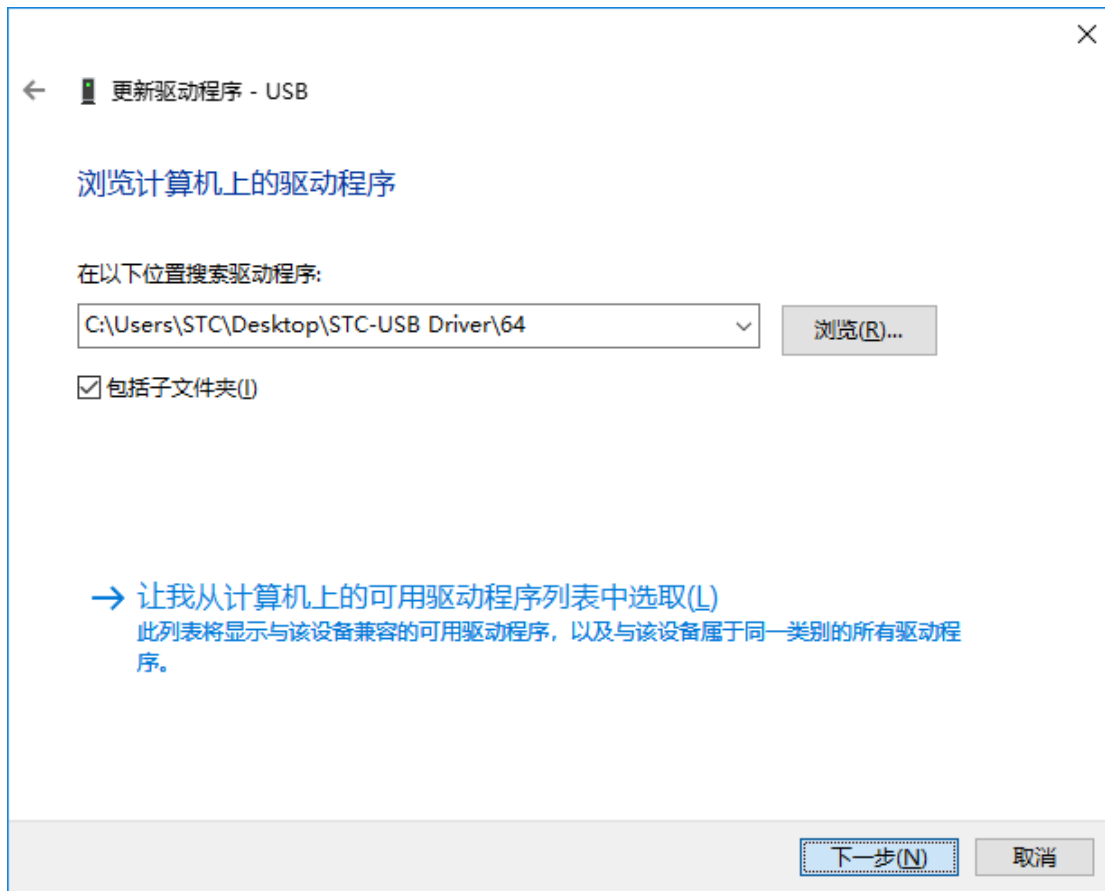 更新驱动程序 - USB
浏览计算机上的驱动程序
在以下位置搜索驱动程序:
C:\Users\STC\Desktop\STC-USB Driver\64
浏览(R)...
包括子文件夹(I)
让我从计算机上的可用驱动程序列表中选取(L)
此列表将显示与该设备兼容的可用驱动程序，以及与该设备属于同一类别的所有驱动程
序。
下一步(N)
取消